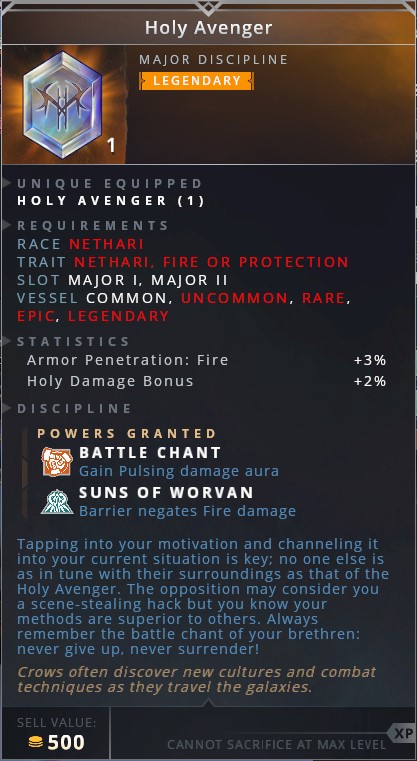 Holy Avenger
MAJOR DISCIPLINE
LEGENDARY
1
UNIQUE EQUIPPED
HOLY AVENGER (1)
REQUIREMENTS
RACE NETHARI
TRAIT NETHARI, FIRE OR PROTECTION
SLOT MAJOR I, MAJOR II
VESSEL COMMON, UNCOMMON, RARE,
EPIC, LEGENDARY
STATISTICS
Armor Penetration: Fire +3%
Holy Damage Bonus +2%
DISCIPLINE
POWERS GRANTED
BATTLE CHANT
Gain Pulsing damage aura
SUNS OF WORVAN
Barrier negates Fire damage
Tapping into your motivation and channeling it
into your current situation is key; no one else is
as in tune with their surroundings as that of the
Holy Avenger. The opposition may consider you
a scene-stealing hack but you know your
methods are superior to others. Always
remember the battle chant of your brethren:
never give up, never surrender!
Crows often discover new cultures and combat
techniques as they travel the galaxies.
SELL VALUE:
500
XP
CANNOT SACRIFICE AT MAX LEVEL